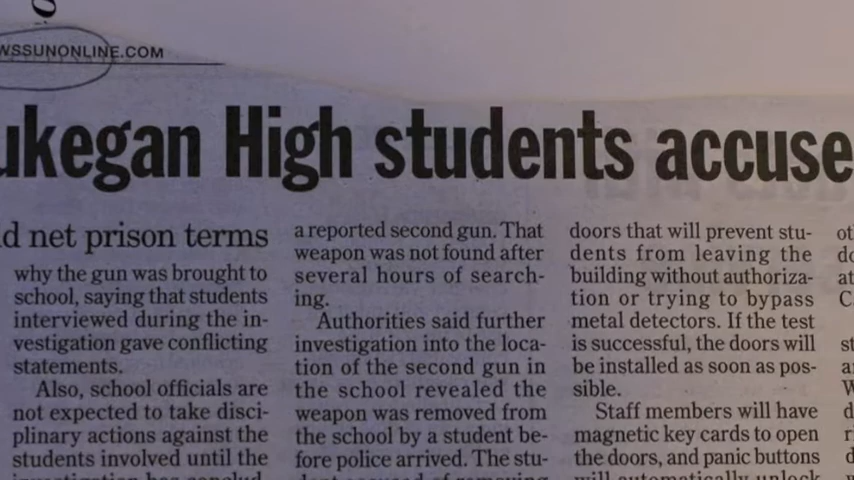 WSSUNONLINE.COM
ukegan High students accuse
d net prison terms
why the gun was brought to
school, saying that students
interviewed during the in-
vestigation gave conflicting
statements.
Also, school officials are
not expected to take disci-
plinary actions against the
students involved until the
a reported second gun. That
weapon was not found after
several hours of search-
ing.
Authorities said further
investigation into the loca-
tion of the second gun in
the school revealed the
weapon was removed from
the school by a student be-
fore police arrived. The stu-
doors that will prevent stu-
dents from leaving the
building without authoriza-
tion or trying to bypass
metal detectors. If the test
is successful, the doors will
be installed as soon as pos-
sible.
Staff members will have
magnetic key cards to open
the doors, and panic buttons
will automatically unlock